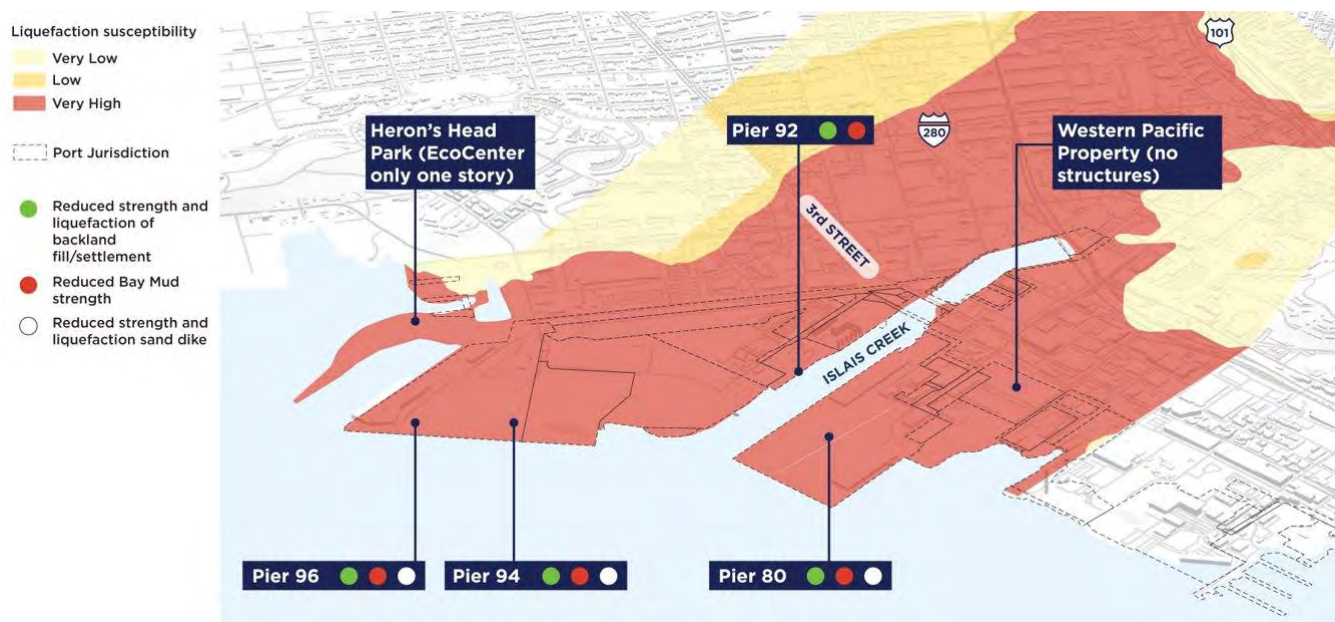 Liquefaction susceptibility
Very Low
Low
Very High
Port Jurisdiction
Reduced strength and
liquefaction of
backland
fill/settlement
Reduced Bay Mud
strength
Reduced strength and
liquefaction sand dike
Heron's Head
Park (EcoCenter
only one story)
Pier 92
280
101
Western Pacific
Property (no
structures)
3rd STREET
ISLAIS CREEK
Pier 96
Pier 94
Pier 80